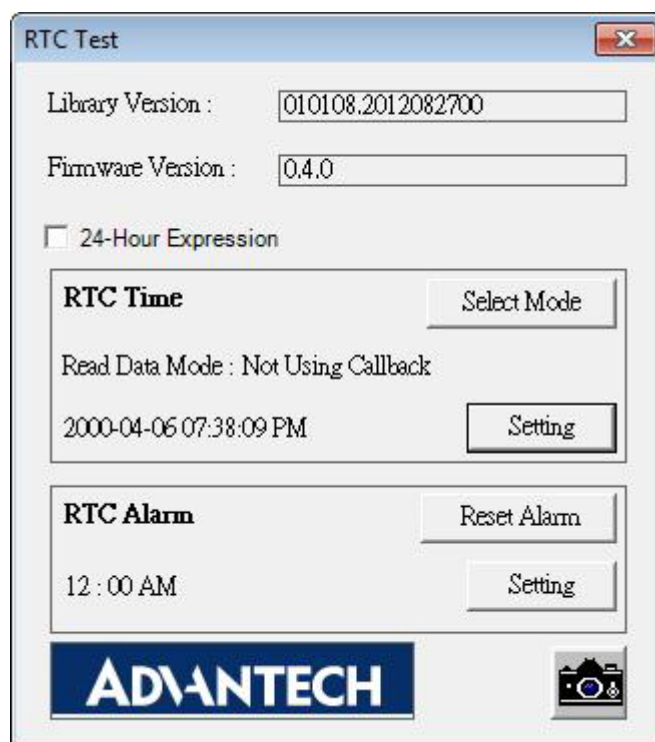 RTC Test
Library Version :
010108.2012082700
Firmware Version :
0.4.0
24-Hour Expression
RTC Time
Select Mode
Read Data Mode : Not Using Callback
2000-04-06 07:38:09 PM
Setting
RTC Alarm
Reset Alarm
12 : 00 AM
Setting
ADVANTECH